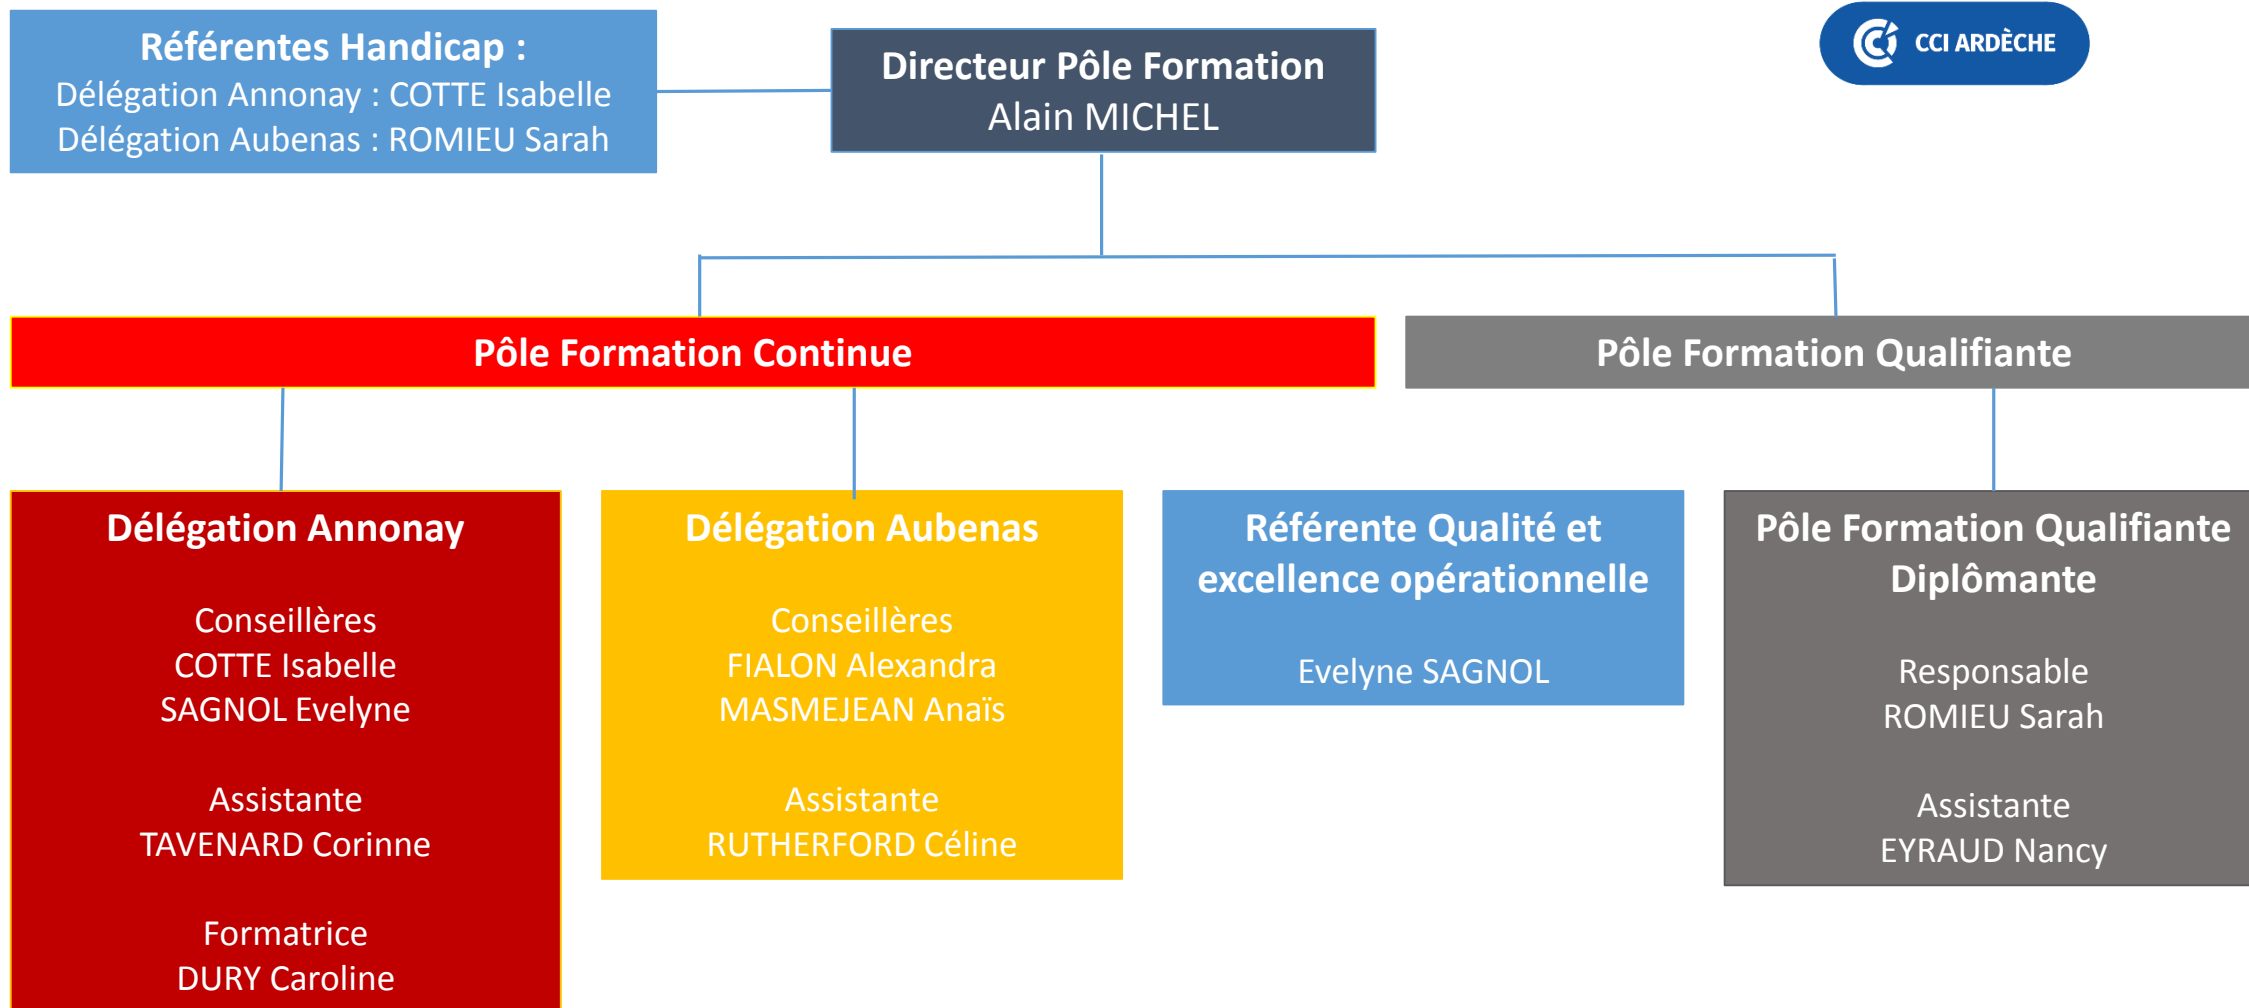 Référentes Handicap :
Délégation Annonay : COTTE Isabelle
Délégation Aubenas : ROMIEU Sarah
Directeur Pôle Formation
Alain MICHEL
CCI ARDÈCHE
Pôle Formation Continue
Pôle Formation Qualifiante
Délégation Annonay
Conseillères
COTTE Isabelle
SAGNOL Evelyne
Assistante
TAVENARD Corinne
Formatrice
DURY Caroline
Délégation Aubenas
Conseillères
FIALON Alexandra
MASMEJEAN Anaïs
Assistante
RUTHERFORD Céline
Référente Qualité et
excellence opérationnelle
Evelyne SAGNOL
Pôle Formation Qualifiante
Diplômante
Responsable
ROMIEU Sarah
Assistante
EYRAUD Nancy